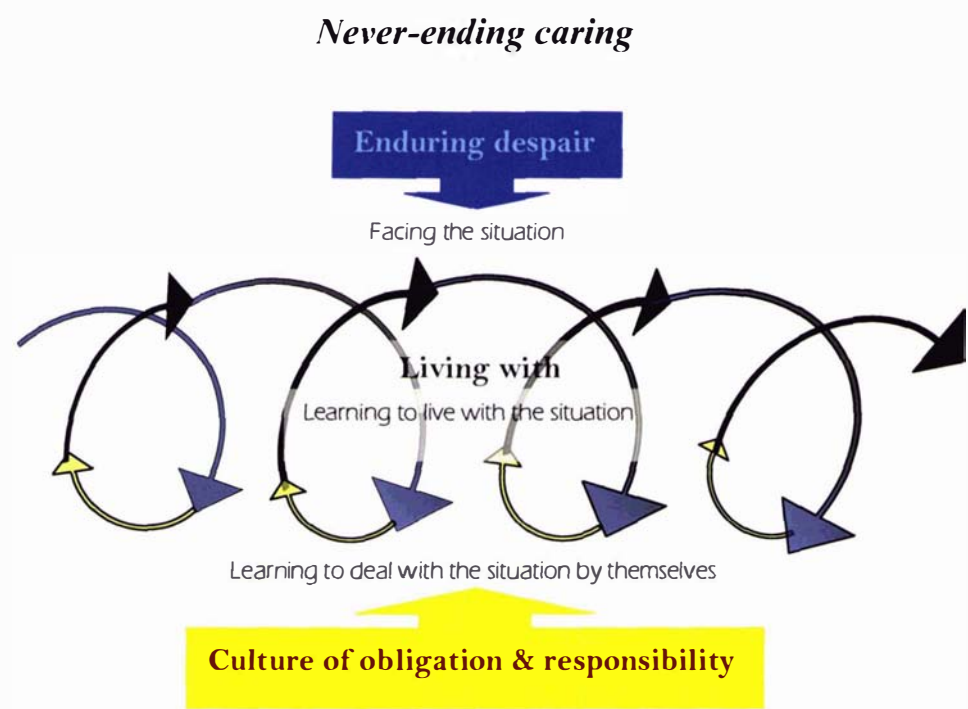 Never-ending caring
Enduring despair
Facing the situation
Living with
Learning to live with the situation
Learning to deal with the situation by themselves
Culture of obligation & responsibility